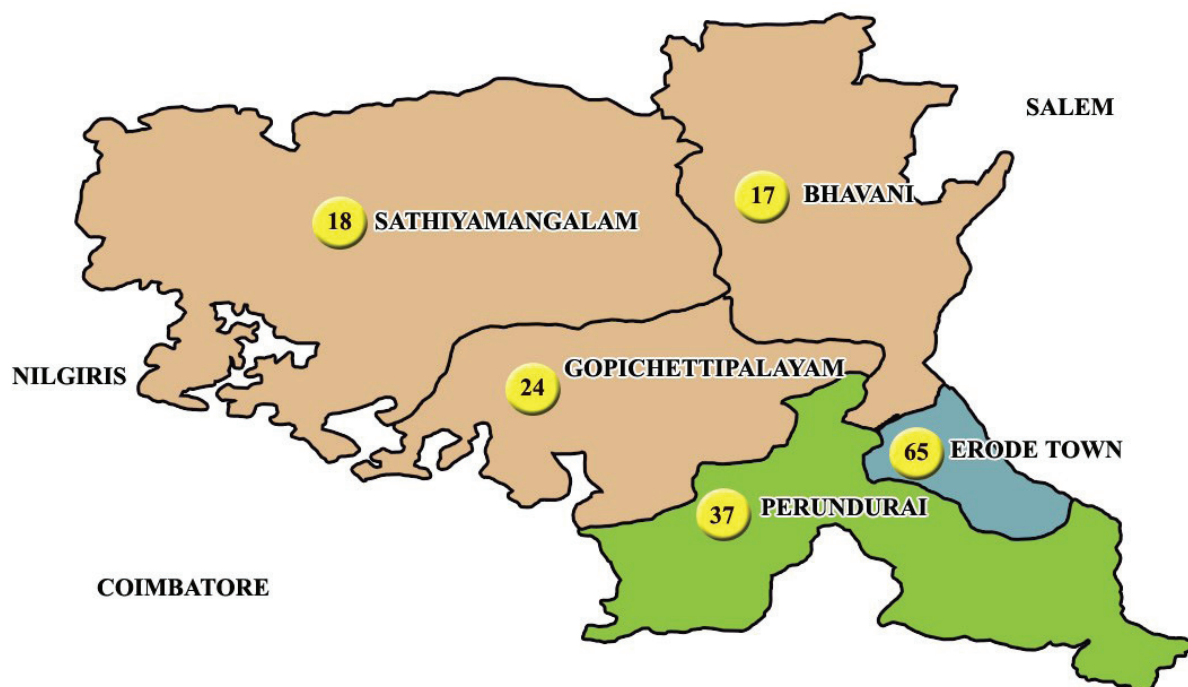 SALEM
17 BHAVANI
18 SATHIYAMANGALAM
NILGIRIS
24 GOPICHETTIPALAYAM
65 ERODE TOWN
37 PERUNDURAI
COIMBATORE